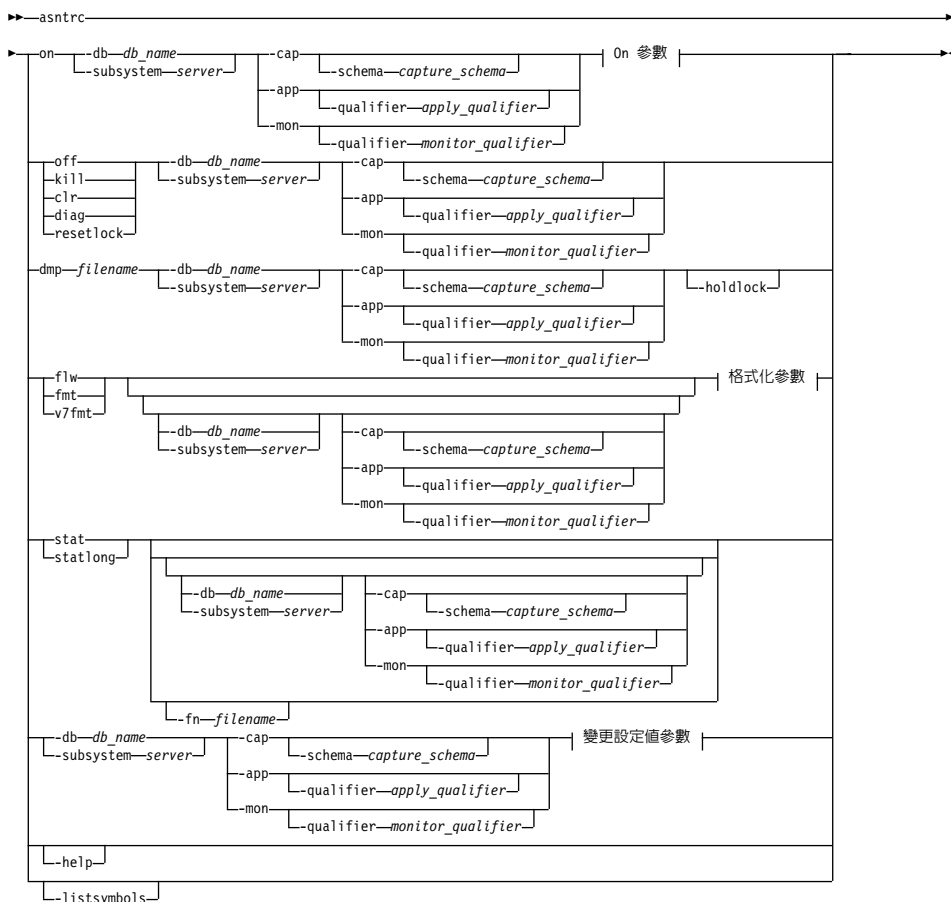 asntrc
on -db db_name -cap On 參數
-subsystem server -schema capture_schema
-app
-qualifier apply_qualifier
-mon
-qualifier monitor_qualifier
off -db db_name -cap
kill -subsystem server -schema capture_schema
clr -app
diag -qualifier apply_qualifier
resetlock -mon
-qualifier monitor_qualifier
dmp filename -db db_name -cap
-subsystem server -schema capture_schema -holdlock
-app
-qualifier apply_qualifier
-mon
-qualifier monitor_qualifier
flw 格式化參數
fmt
v7fmt
-db db_name -cap
-subsystem server -schema capture_schema
-app
-qualifier apply_qualifier
-mon
-qualifier monitor_qualifier
stat
statlong
-db db_name -cap
-subsystem server -schema capture_schema
-app
-qualifier apply_qualifier
-mon
-qualifier monitor_qualifier
-fn filename
-db db_name -cap 變更設定值參數
-subsystem server -schema capture_schema
-app
-qualifier apply_qualifier
-mon
-qualifier monitor_qualifier
-help
-listsymbols